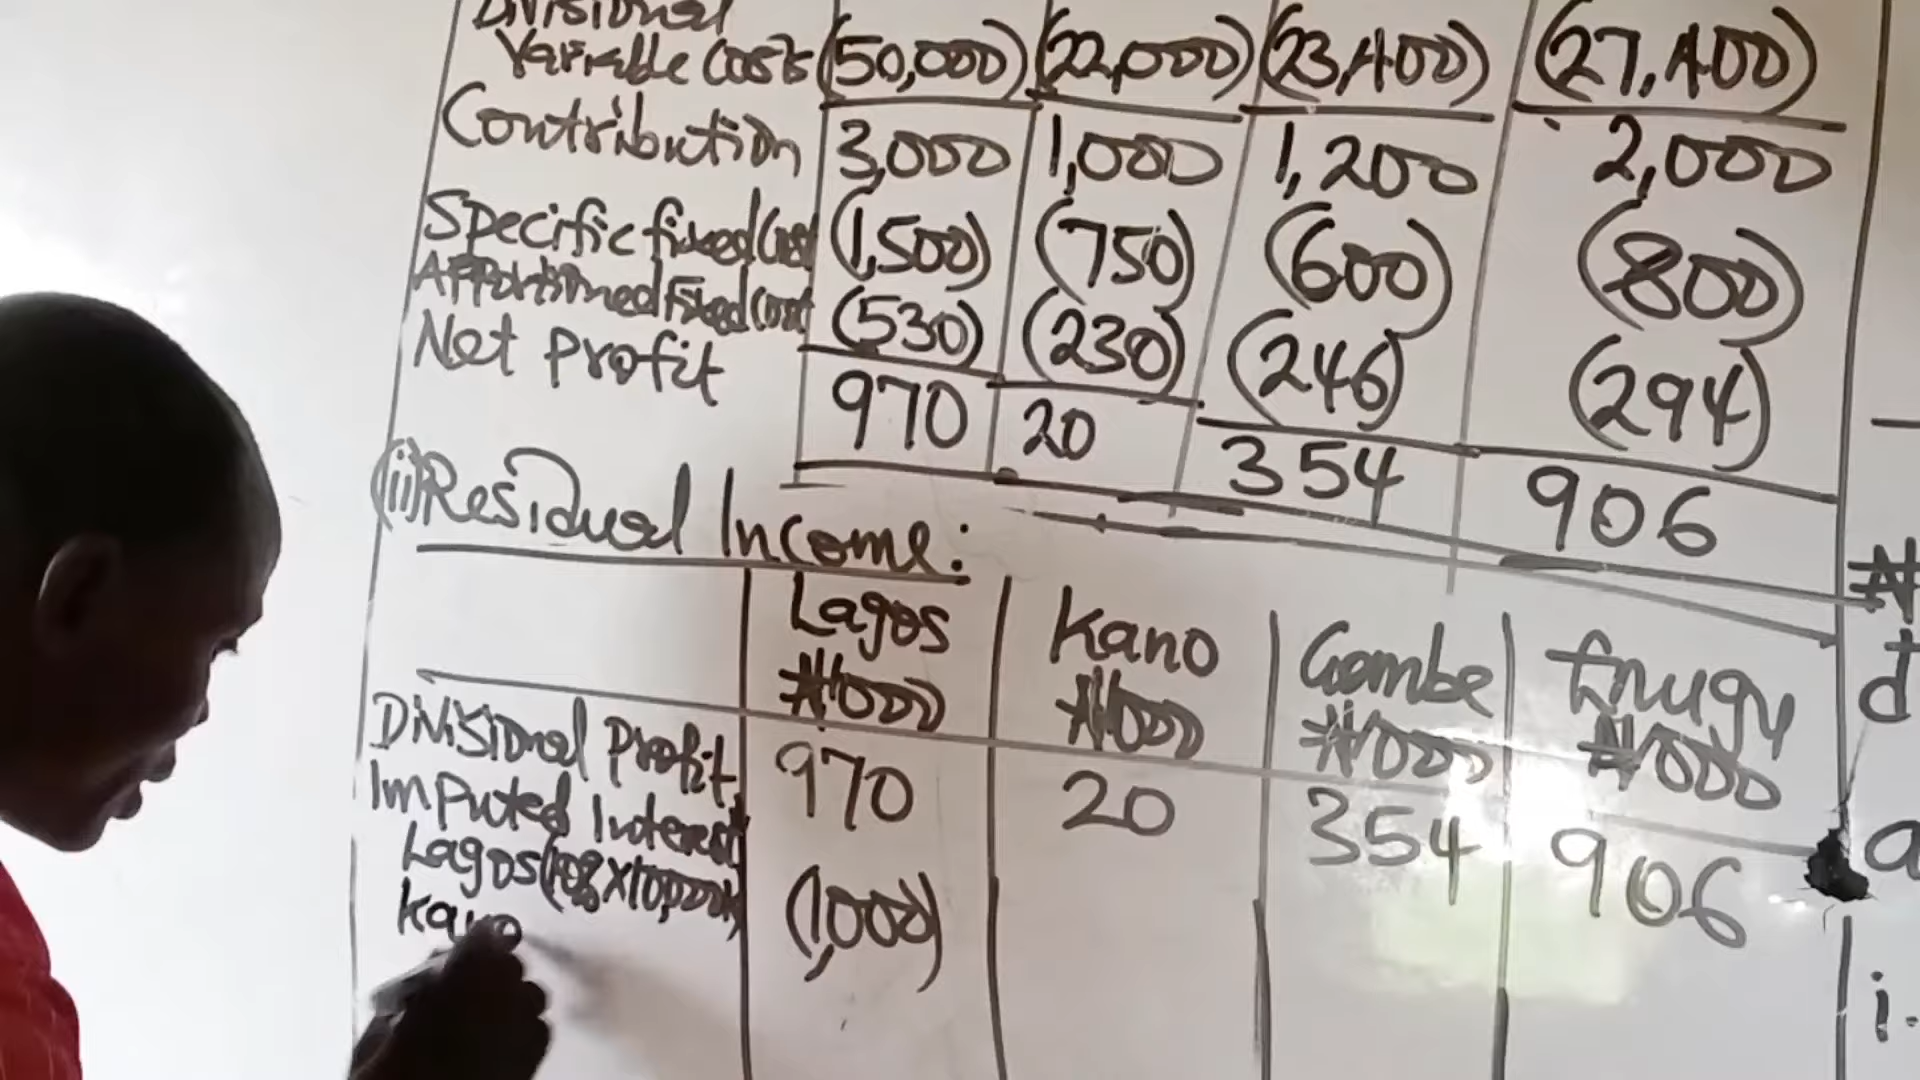 Divisional
Variable Costs (50,000) (22,000) (23,400) (27,400)
Contribution 3,000 1,000 1,200 2,000
Specific fixed Cost (1,500) (750) (600) (800)
Apportioned Fixed Cost (530) (230) (246) (294)
Net Profit 970 20 354 906
(ii) Residual Income:
Lagos Kano Gombe Enugu
₦'000 ₦'000 ₦'000 ₦'000
Divisional Profit 970 20 354 906
Imputed Interest
Lagos (10% X 10,000) (1,000)
Kano
₦
d
a
i.